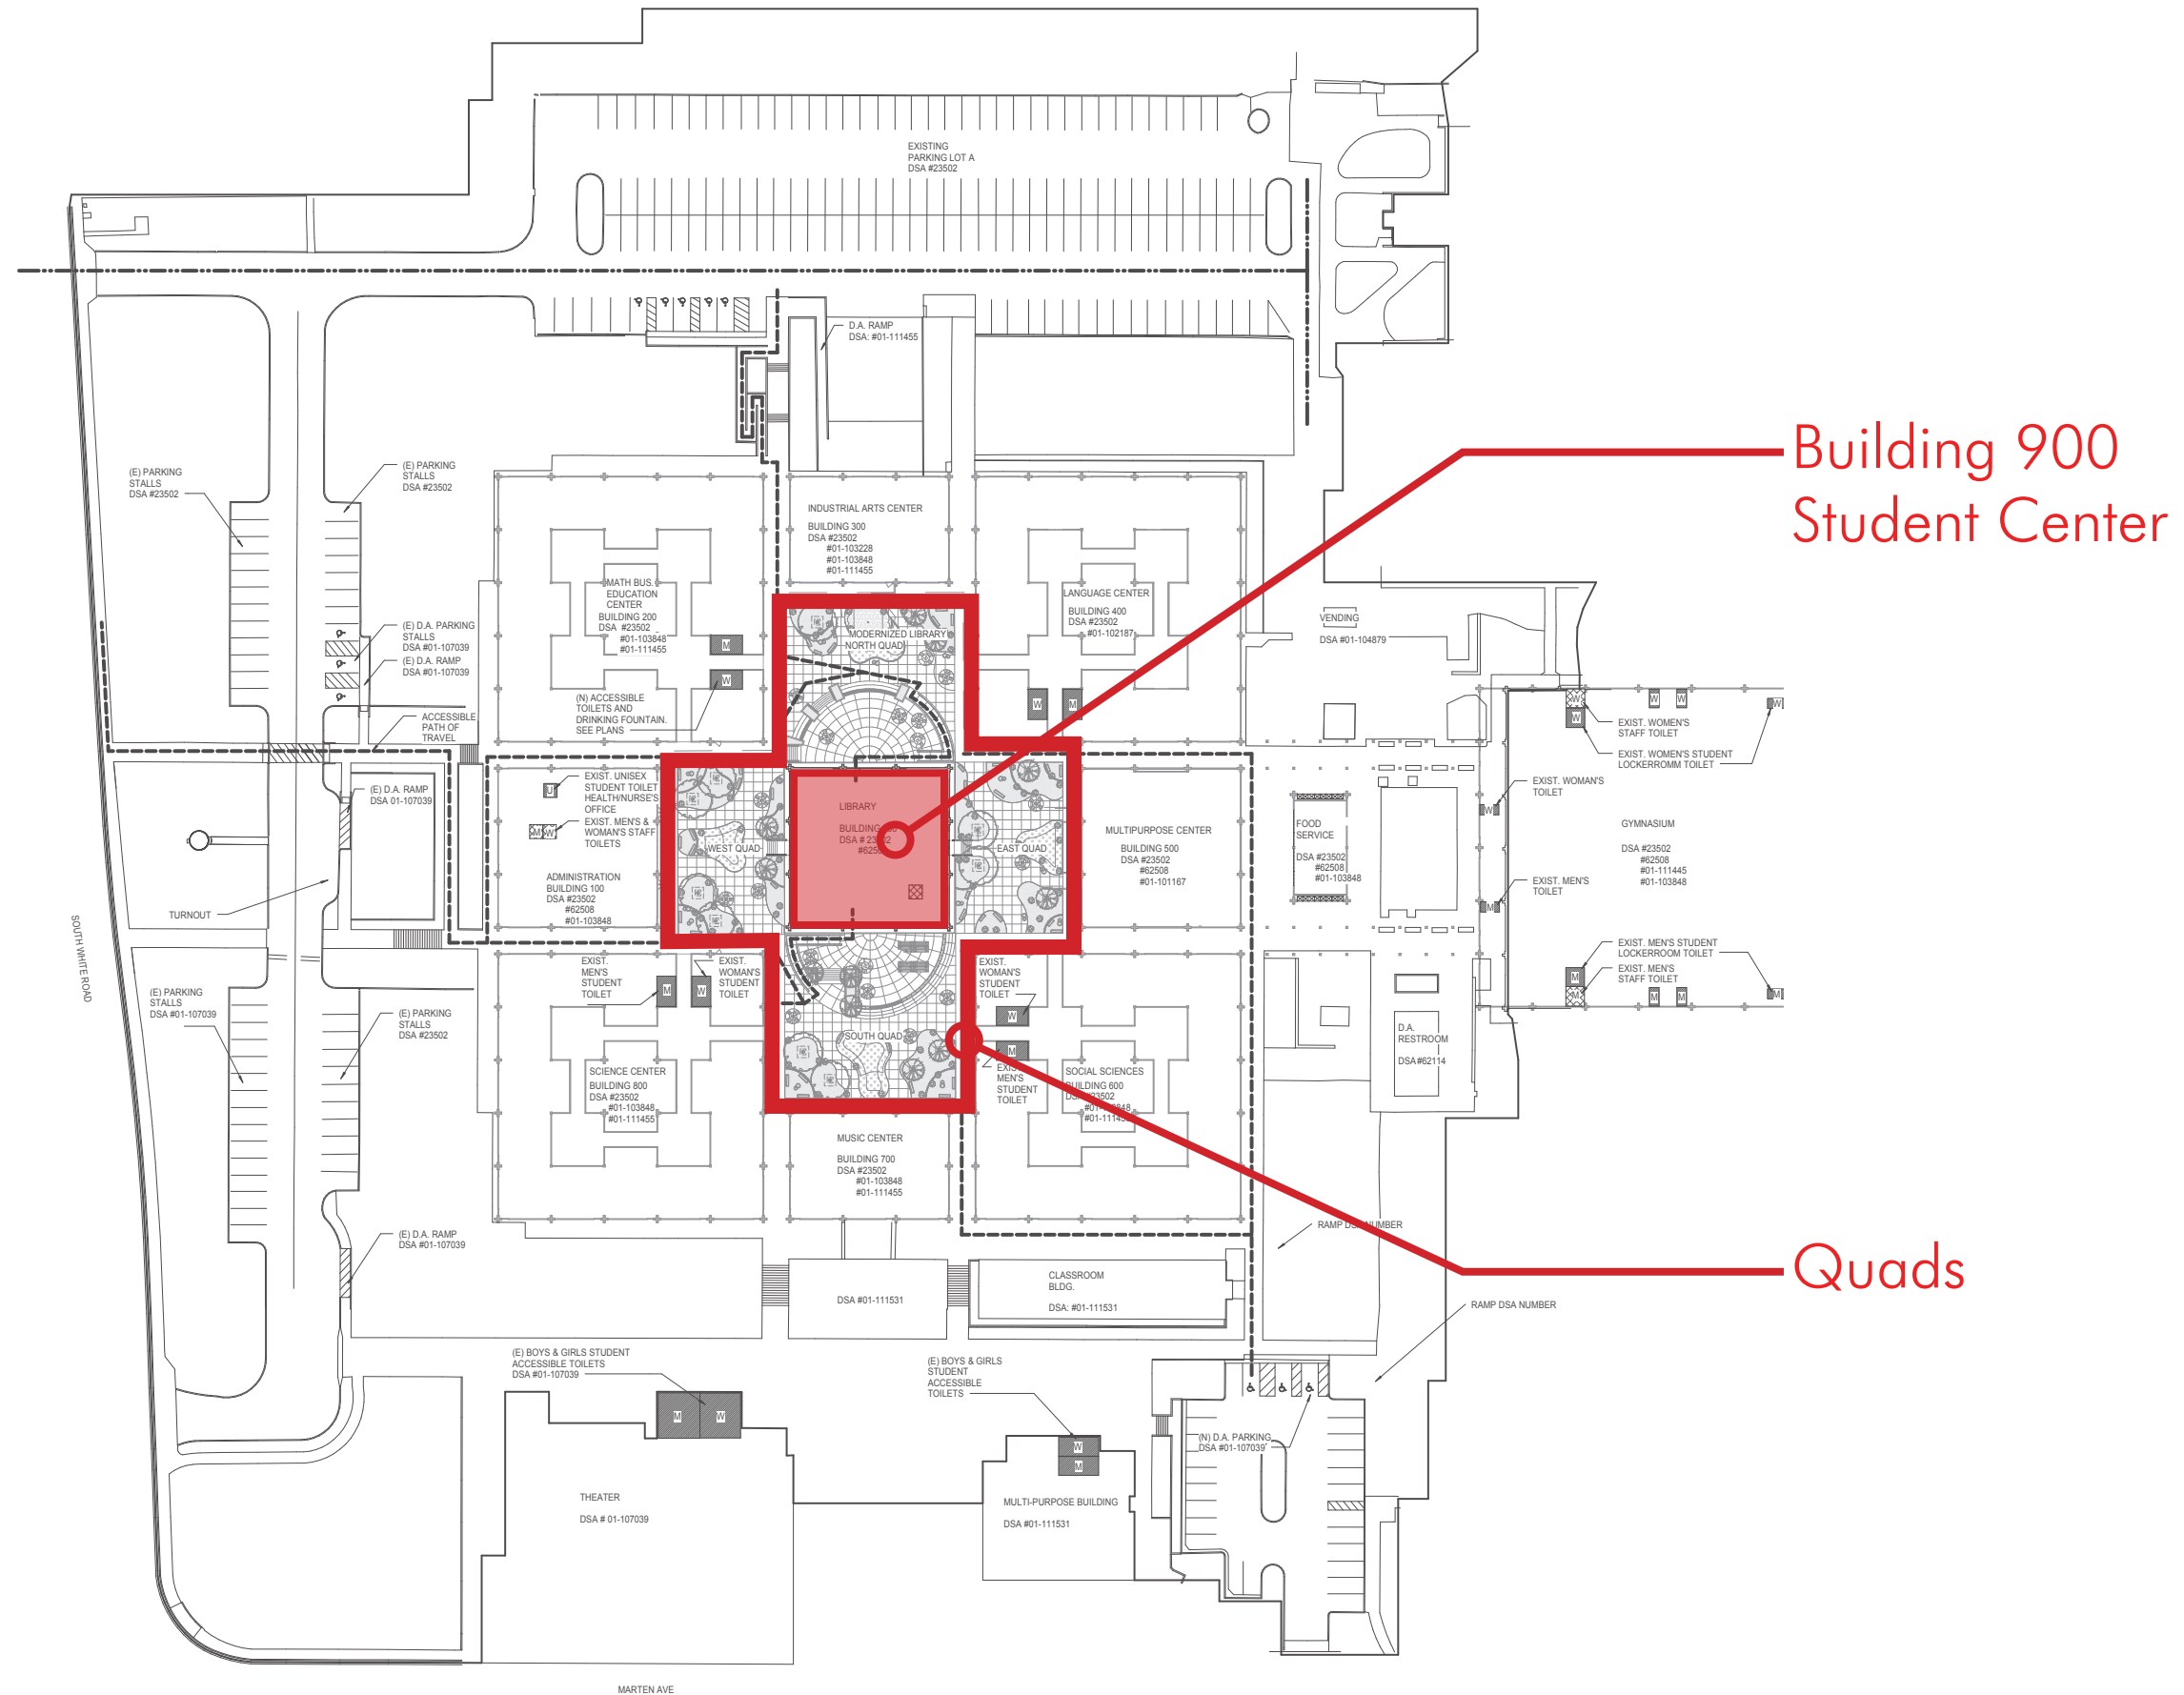 EXISTING
PARKING LOT A
DSA #23502
D.A. RAMP
DSA: #01-111455
Building 900
Student Center
(E) PARKING
STALLS
DSA #23502
(E) PARKING
STALLS
DSA #23502
INDUSTRIAL ARTS CENTER
BUILDING 300
DSA #23502
#01-103228
#01-103848
#01-111455
MATH BUS.
EDUCATION
CENTER
BUILDING 200
DSA #23502
#01-103848
#01-111455
M
W
LANGUAGE CENTER
BUILDING 400
DSA #23502
#01-102187
W
M
VENDING
DSA #01-104879
(E) D.A. PARKING
STALLS
DSA #01-107039
(E) D.A. RAMP
DSA #01-107039
MODERNIZED LIBRARY
NORTH QUAD
(N) ACCESSIBLE
TOILETS AND
DRINKING FOUNTAIN.
SEE PLANS
ACCESSIBLE
PATH OF
TRAVEL
W
W
W
W
W
EXIST. WOMEN'S
STAFF TOILET
EXIST. WOMEN'S STUDENT
LOCKERROMM TOILET
EXIST. WOMAN'S
TOILET
W
(E) D.A. RAMP
DSA 01-107039
U
EXIST. UNISEX
STUDENT TOILET
HEALTH/NURSE'S
OFFICE
M W
EXIST. MEN'S &
WOMAN'S STAFF
TOILETS
ADMINISTRATION
BUILDING 100
DSA #23502
#62508
#01-103848
WEST QUAD
LIBRARY
BUILDING
DSA # 23
EAST QUAD
MULTIPURPOSE CENTER
BUILDING 500
DSA #23502
#62508
#01-101167
FOOD
SERVICE
DSA #23502
#62508
#01-103848
GYMNASIUM
DSA #23502
#62508
#01-111445
#01-103848
EXIST. MEN'S
TOILET
M
TURNOUT
SOUTH WHITE ROAD
EXIST. MEN'S STUDENT
LOCKERROOM TOILET
EXIST. MEN'S
STAFF TOILET
M
M
M
M
M
EXIST.
MEN'S
STUDENT
TOILET
M
W
EXIST.
WOMAN'S
STUDENT
TOILET
EXIST.
WOMAN'S
STUDENT
TOILET
W
M
EXIST.
MEN'S
STUDENT
TOILET
(E) PARKING
STALLS
DSA #01-107039
(E) PARKING
STALLS
DSA #23502
SOUTH QUAD
D.A.
RESTROOM
DSA#62114
SCIENCE CENTER
BUILDING 800
DSA #23502
#01-103848
#01-111455
SOCIAL SCIENCES
BUILDING 600
#23502
MUSIC CENTER
BUILDING 700
DSA #23502
#01-103848
#01-111455
RAMP DSA NUMBER
Quads
(E) D.A. RAMP
DSA #01-107039
CLASSROOM
BLDG.
DSA: #01-111531
DSA #01-111531
RAMP DSA NUMBER
(E) BOYS & GIRLS STUDENT
ACCESSIBLE TOILETS
DSA #01-107039
M
W
(E) BOYS & GIRLS
STUDENT
ACCESSIBLE
TOILETS
W
M
(N) D.A. PARKING
DSA #01-107039
THEATER
DSA # 01-107039
MULTI-PURPOSE BUILDING
DSA #01-111531
MARTEN AVE